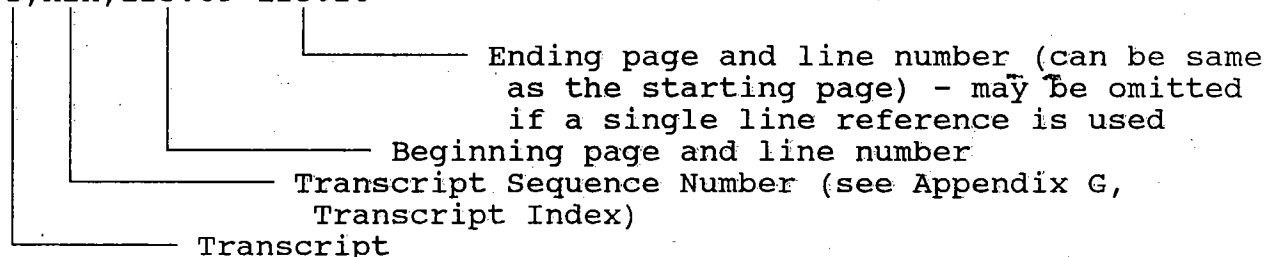 Ending page and line number (can be same
as the starting page) - may be omitted
if a single line reference is used
Beginning page and line number
Transcript Sequence Number (see Appendix G,
Transcript Index)
Transcript